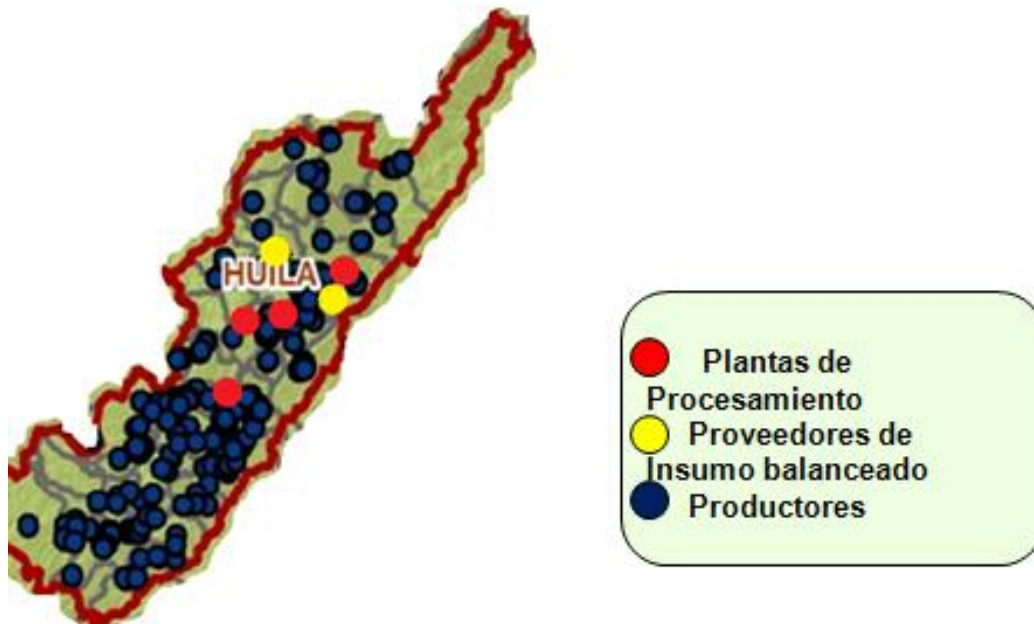 HUILA
Plantas de
Procesamiento
Proveedores de
Insumo balanceado
Productores